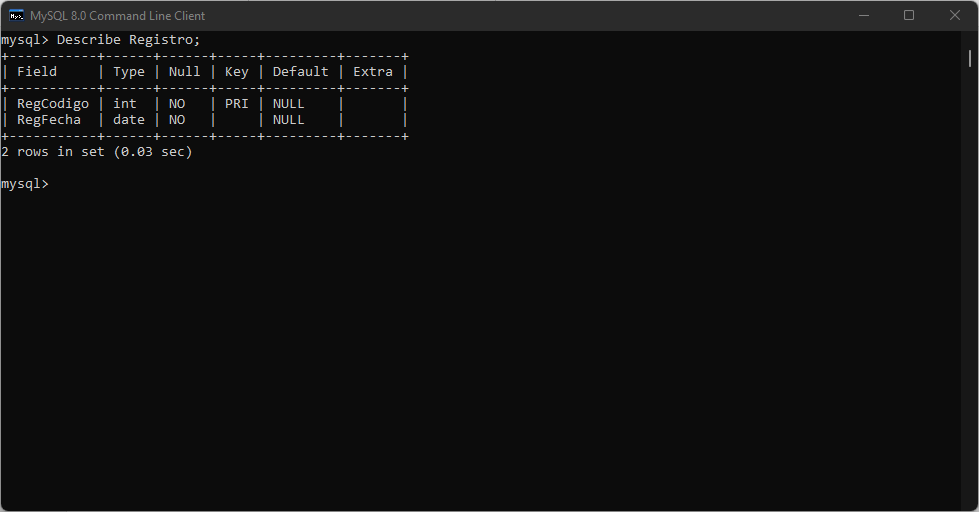 MySQL 8.0 Command Line Client
mysql> Describe Registro;
+-----------+------+------+-----+---------+-------+
| Field     | Type | Null | Key | Default | Extra |
+-----------+------+------+-----+---------+-------+
| RegCodigo | int  | NO   | PRI | NULL    |       |
| RegFecha  | date | NO   |     | NULL    |       |
+-----------+------+------+-----+---------+-------+
2 rows in set (0.03 sec)
mysql>